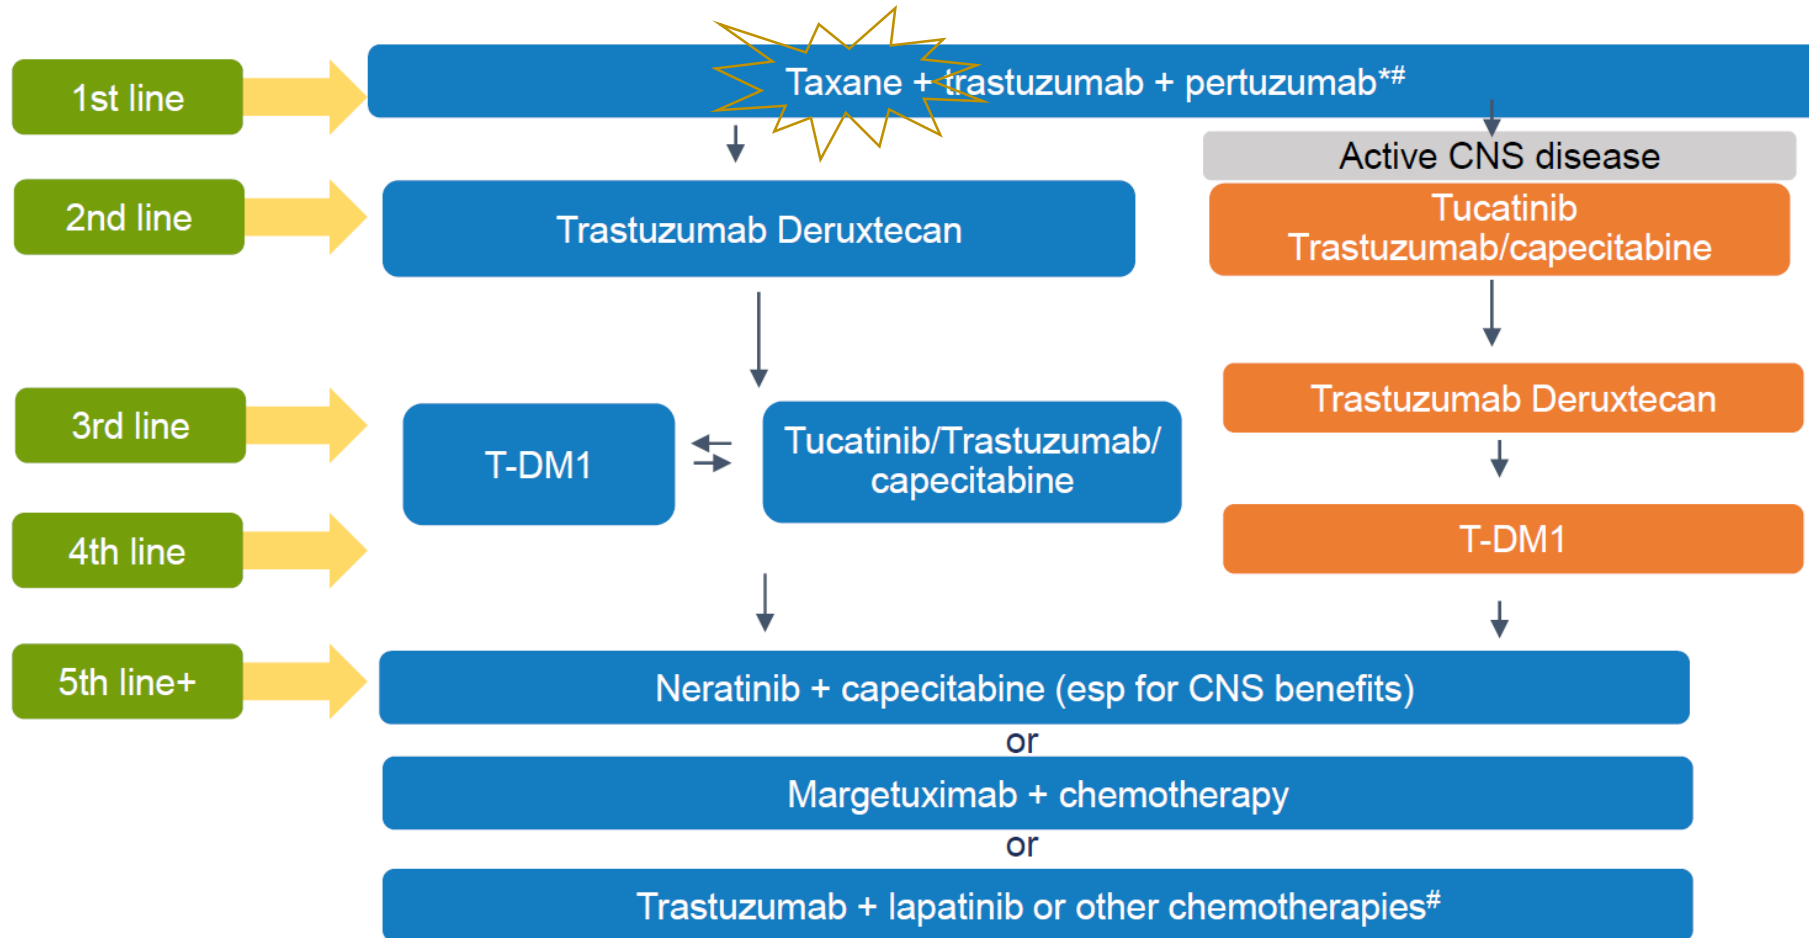 1st line
Taxane + trastuzumab + pertuzumab*#
Active CNS disease
2nd line
Trastuzumab Deruxtecan
Tucatinib
Trastuzumab/capecitabine
3rd line
T-DM1
Tucatinib/Trastuzumab/
capecitabine
Trastuzumab Deruxtecan
4th line
T-DM1
5th line+
Neratinib + capecitabine (esp for CNS benefits)
or
Margetuximab + chemotherapy
or
Trastuzumab + lapatinib or other chemotherapies#